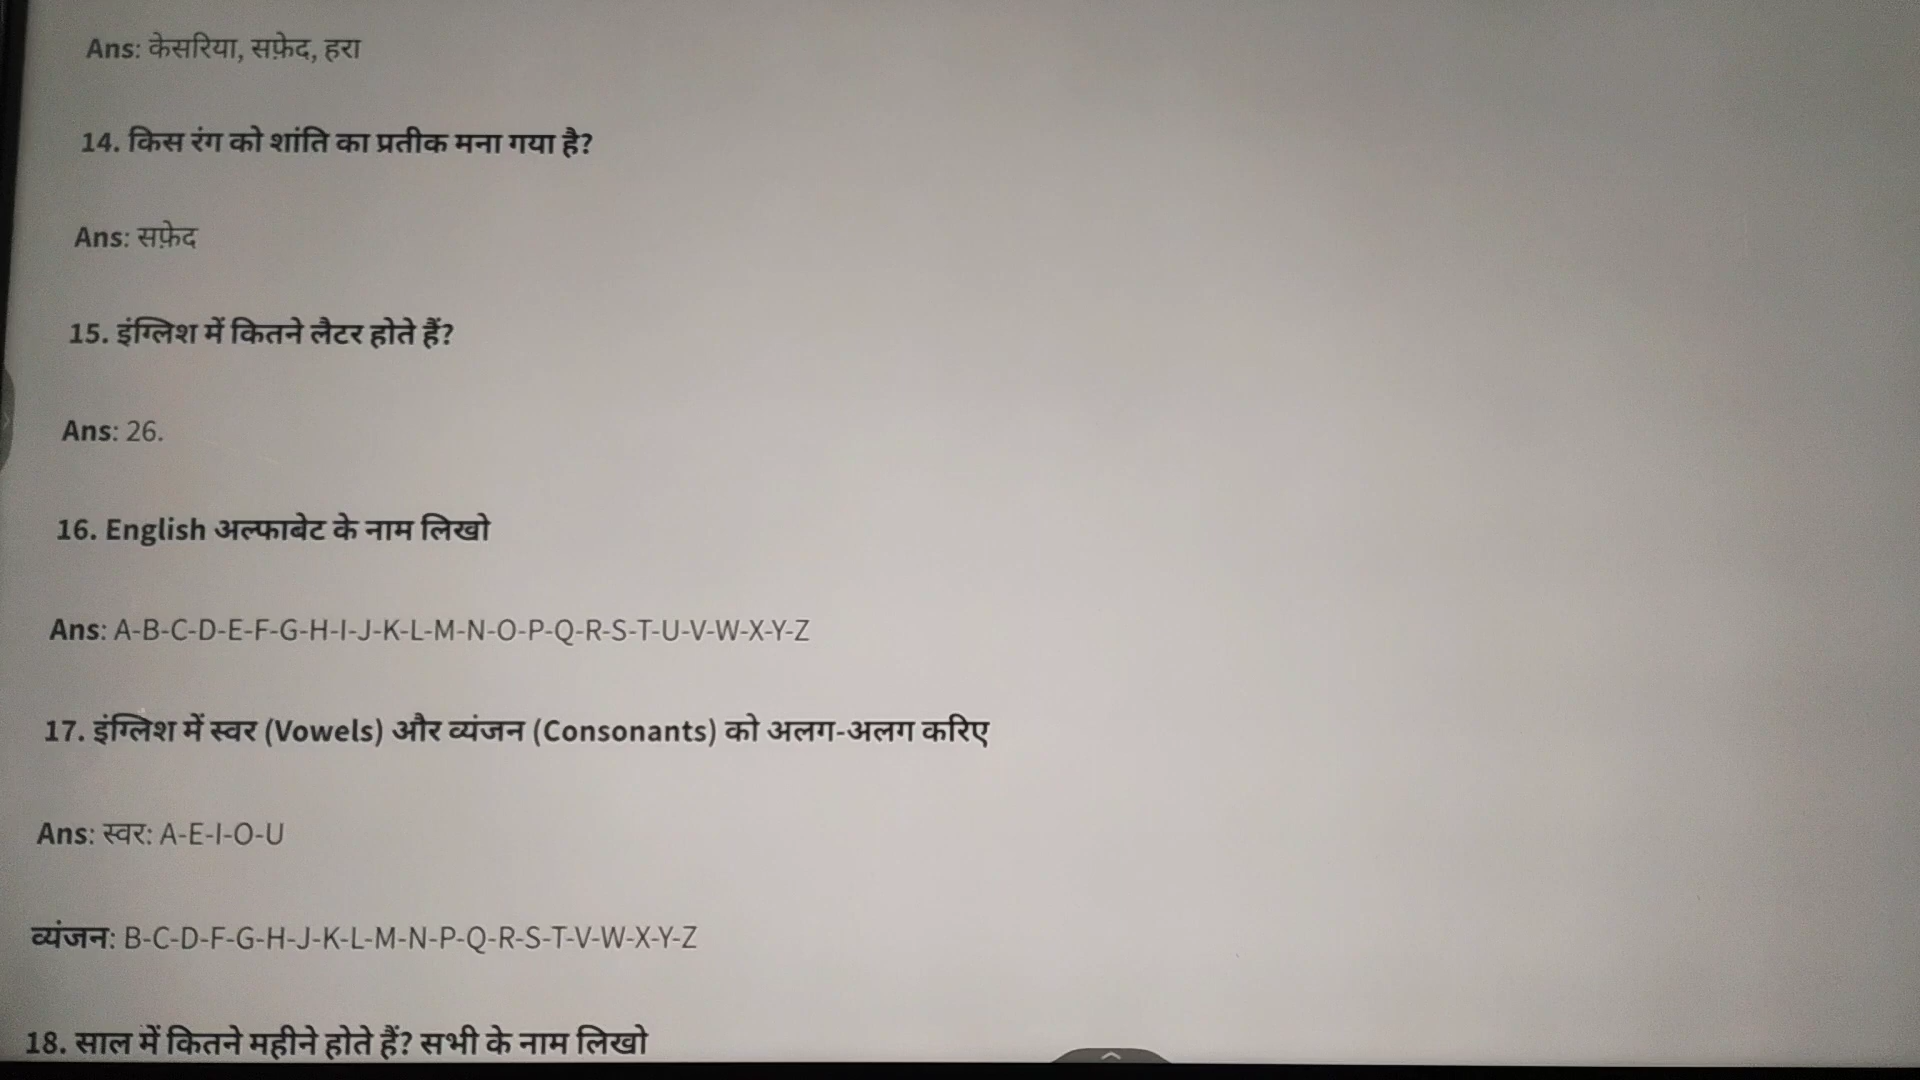 Ans: केसरिया, सफ़ेद, हरा
14. किस रंग को शांति का प्रतीक मना गया है?
Ans: सफ़ेद
15. इंग्लिश में कितने लैटर होते हैं?
Ans: 26.
16. English अल्फाबेट के नाम लिखो
Ans: A-B-C-D-E-F-G-H-I-J-K-L-M-N-O-P-Q-R-S-T-U-V-W-X-Y-Z
17. इंग्लिश में स्वर (Vowels) और व्यंजन (Consonants) को अलग-अलग करिए
Ans: स्वर: A-E-I-O-U
व्यंजन: B-C-D-F-G-H-J-K-L-M-N-P-Q-R-S-T-V-W-X-Y-Z
18. साल में कितने महीने होते हैं? सभी के नाम लिखो